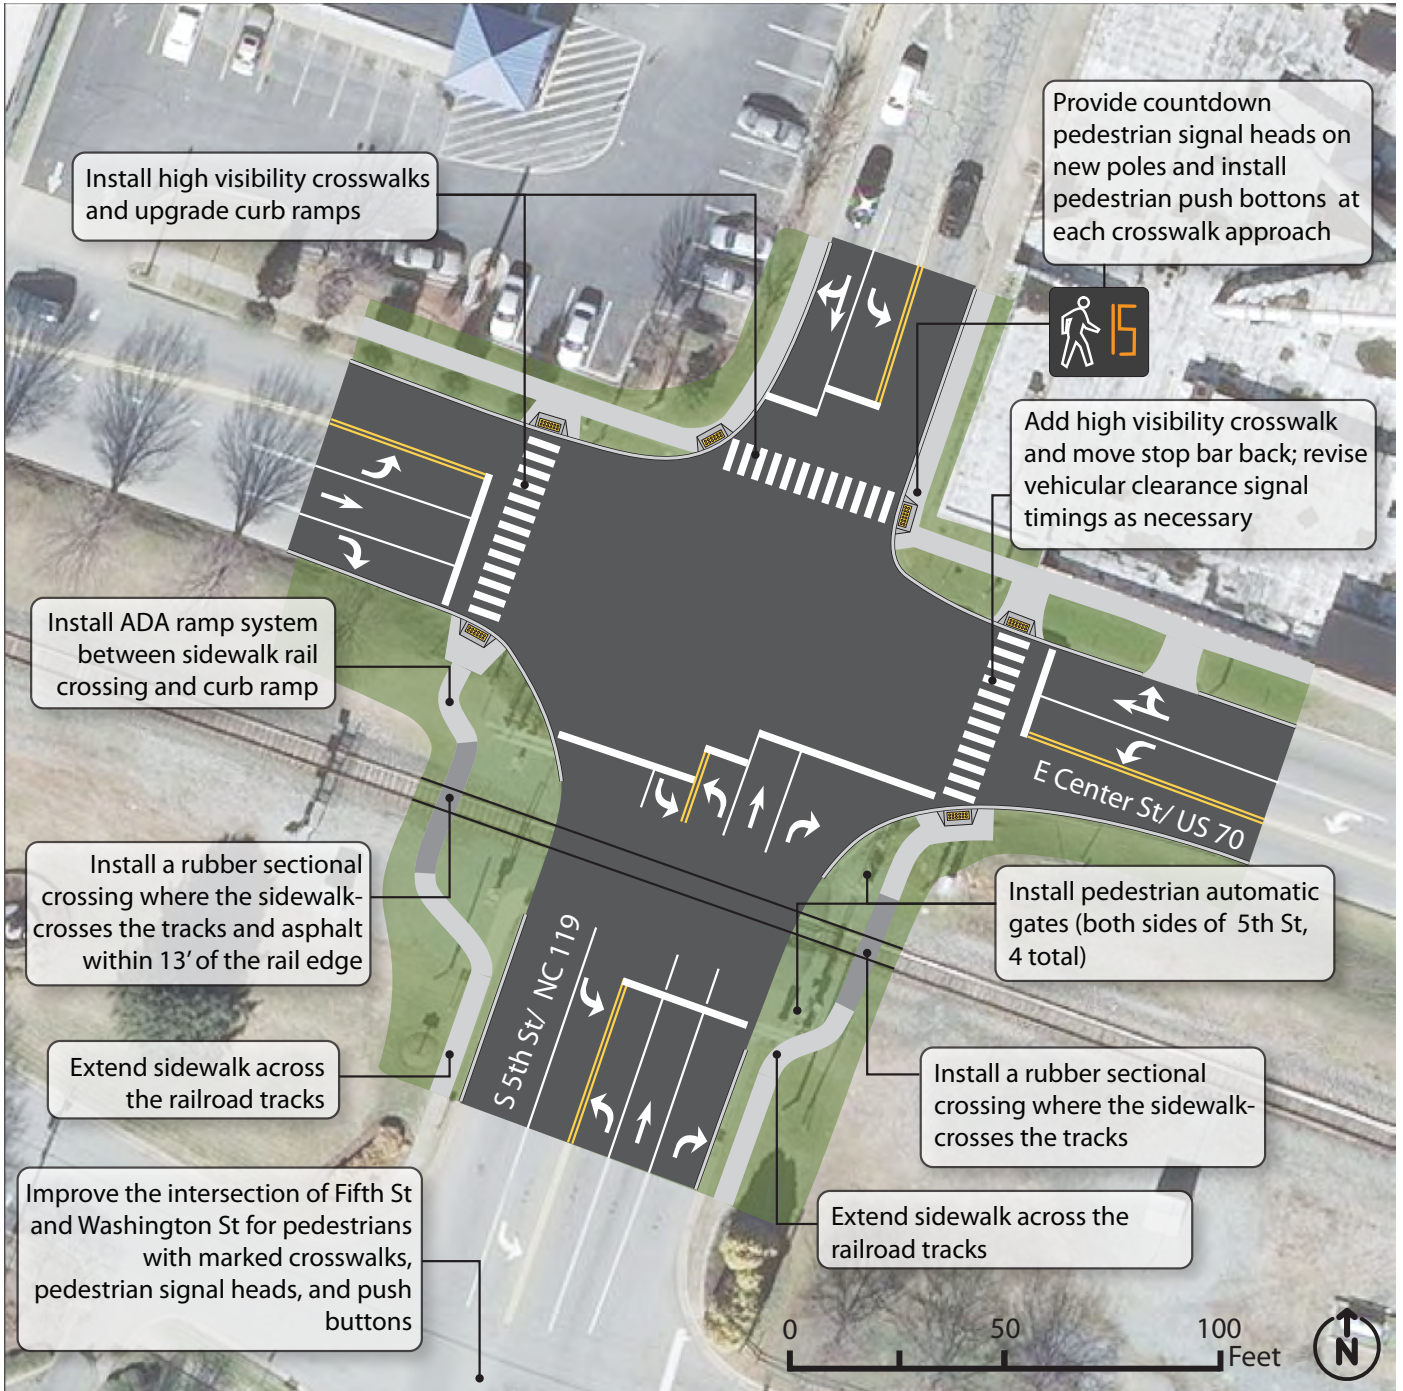 Provide countdown
pedestrian signal heads on
new poles and install
pedestrian push bottons at
each crosswalk approach
Install high visibility crosswalks
and upgrade curb ramps
15
Add high visibility crosswalk
and move stop bar back; revise
vehicular clearance signal
timings as necessary
Install ADA ramp system
between sidewalk rail
crossing and curb ramp
E Center St/ US 70
Install a rubber sectional
crossing where the sidewalk-
crosses the tracks and asphalt
within 13’ of the rail edge
Install pedestrian automatic
gates (both sides of 5th St,
4 total)
S 5th St/ NC 119
Extend sidewalk across
the railroad tracks
Install a rubber sectional
crossing where the sidewalk-
crosses the tracks
Improve the intersection of Fifth St
and Washington St for pedestrians
with marked crosswalks,
pedestrian signal heads, and push
buttons
Extend sidewalk across the
railroad tracks
0 50 100
Feet
N